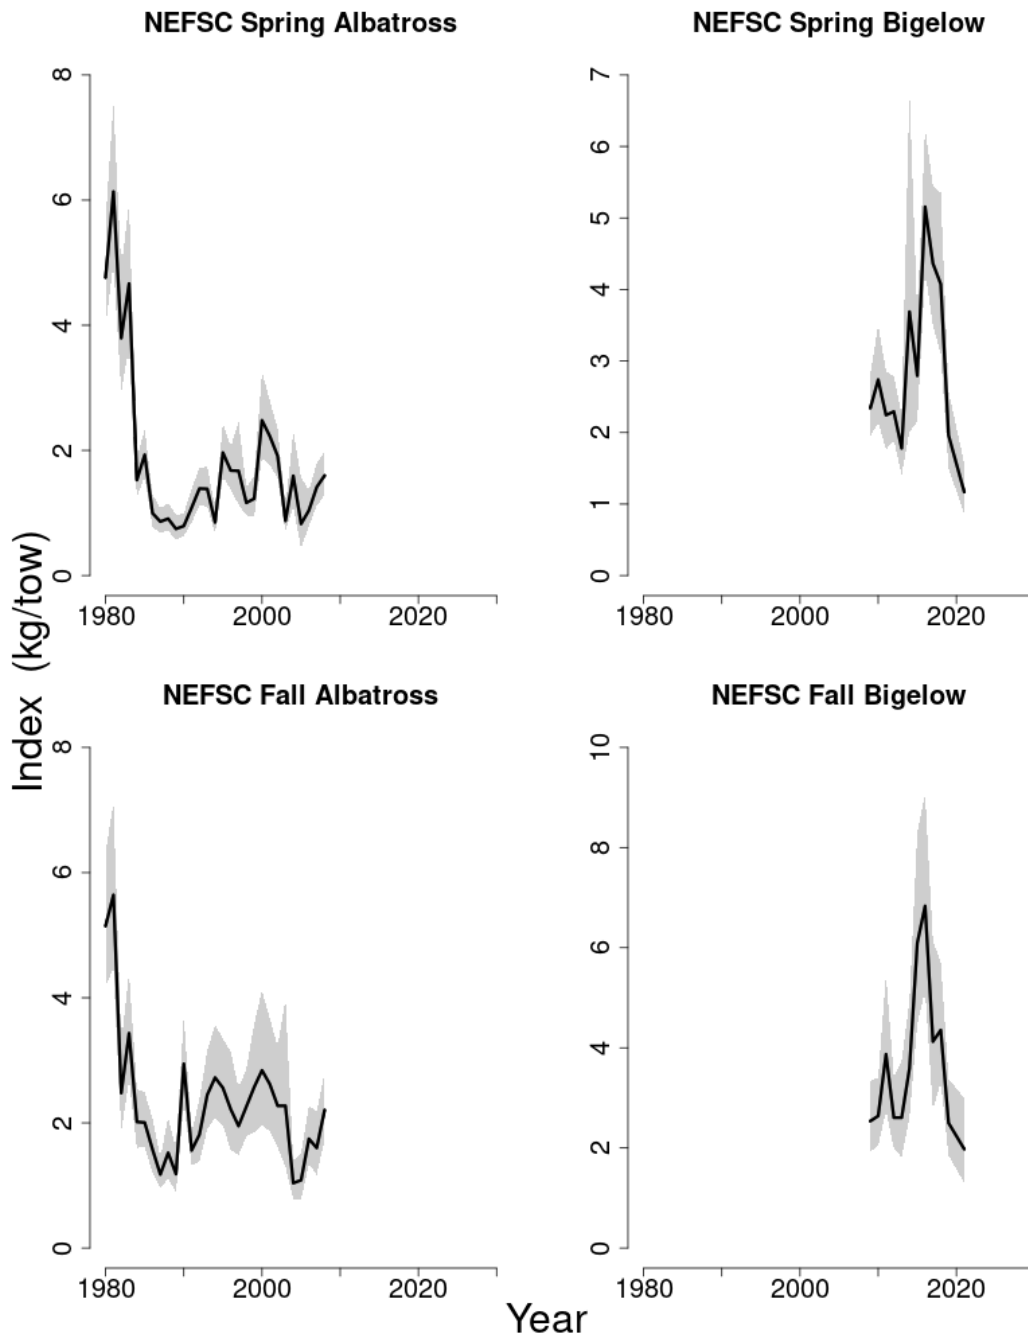 NEFSC Spring Albatross
8
6
4
2
0
1980 2000 2020
NEFSC Spring Bigelow
7
6
5
4
3
2
1
0
1980 2000 2020
Index (kg/tow)
NEFSC Fall Albatross
8
6
4
2
0
1980 2000 2020
NEFSC Fall Bigelow
10
8
6
4
2
0
1980 2000 2020
Year